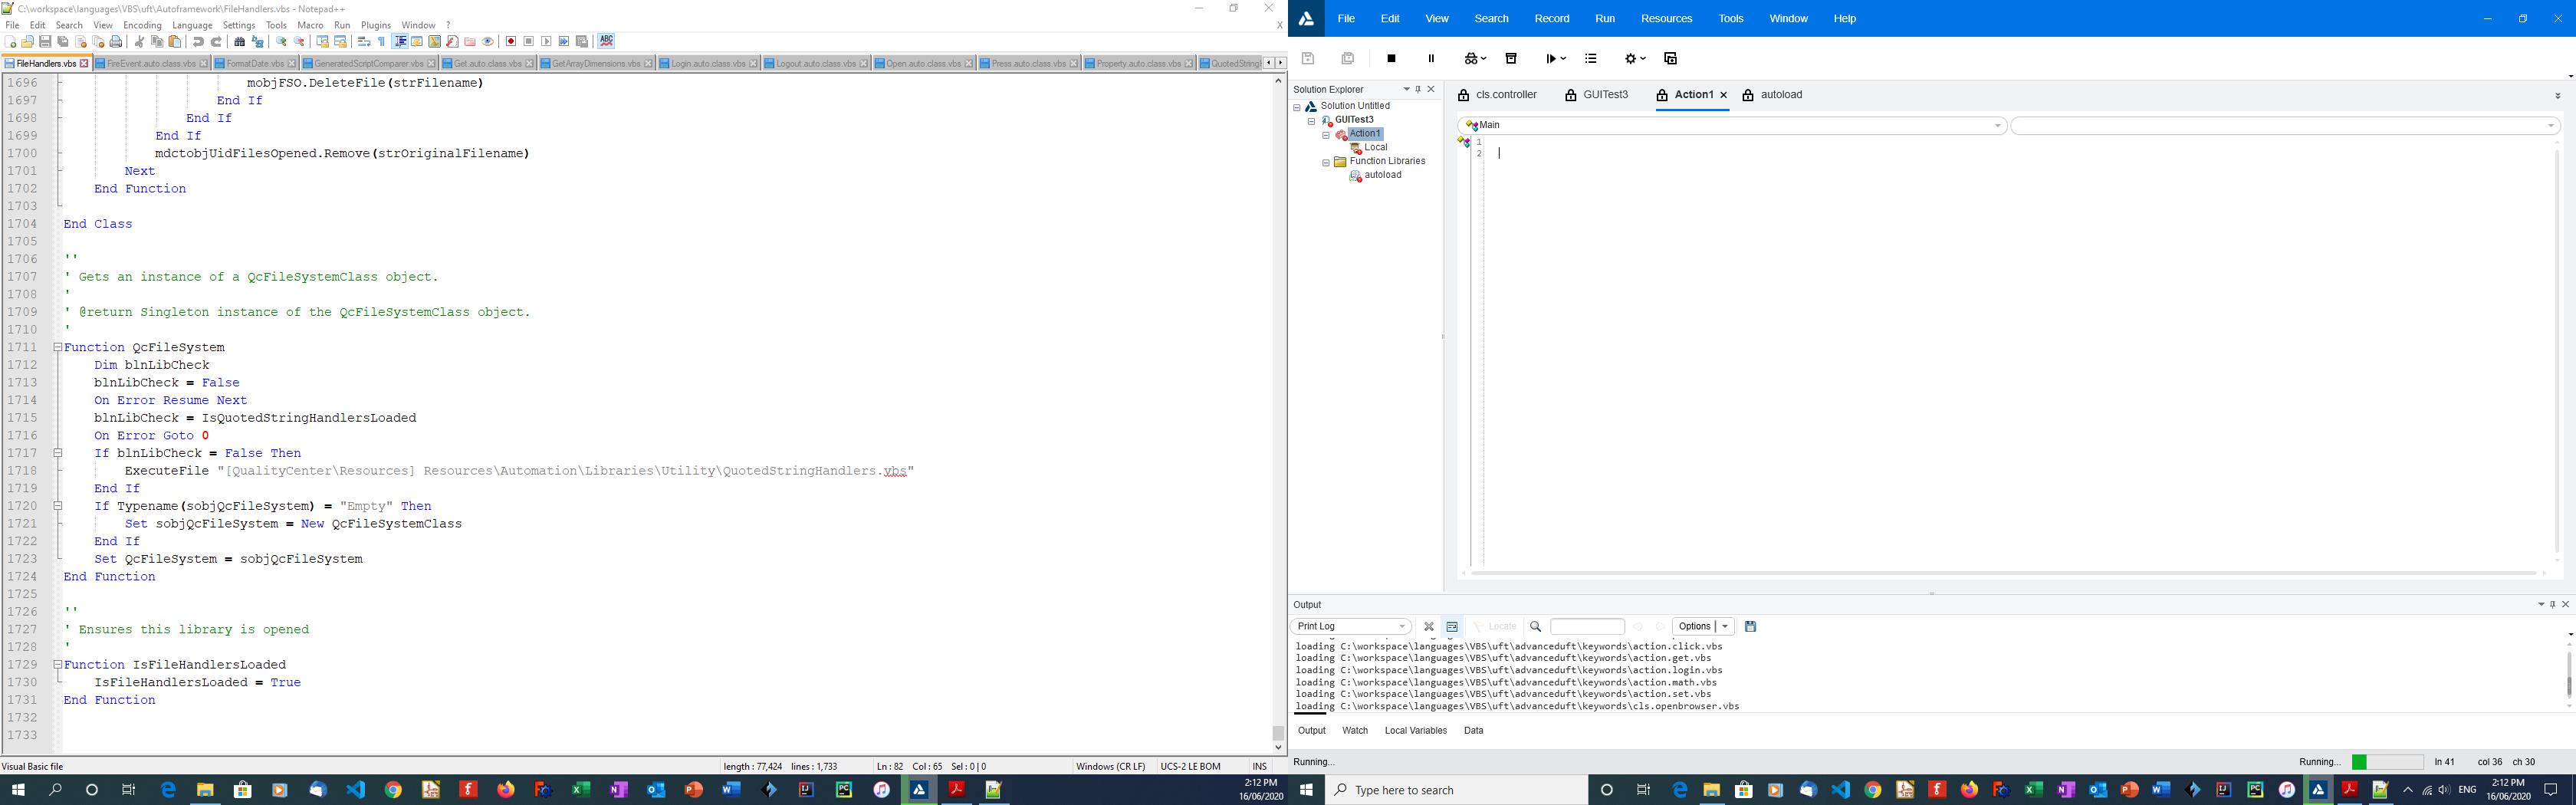 C:\workspace\languages\VBS\uft\Autoframework\FileHandlers.vbs - Notepad++
File Edit Search View Encoding Language Settings Tools Macro Run Plugins Window ?
X
FileHandlers.vbs FireEvent.auto.class.vbs FormatDate.vbs GeneratedScriptComparer.vbs Get.auto.class.vbs GetArrayDimensions.vbs Login.auto.class.vbs Logout.auto.class.vbs Open.auto.class.vbs Press.auto.class.vbs Property.auto.class.vbs QuotedStringH
1696 mobjFSO.DeleteFile(strFilename)
1697 End If
1698 End If
1699 End If
1700 mdctobjUidFilesOpened.Remove(strOriginalFilename)
1701 Next
1702 End Function
1703
1704 End Class
1705
1706 ''
1707 ' Gets an instance of a QcFileSystemClass object.
1708 '
1709 ' @return Singleton instance of the QcFileSystemClass object.
1710 '
1711 Function QcFileSystem
1712 Dim blnLibCheck
1713 blnLibCheck = False
1714 On Error Resume Next
1715 blnLibCheck = IsQuotedStringHandlersLoaded
1716 On Error Goto 0
1717 If blnLibCheck = False Then
1718 ExecuteFile "[QualityCenter\Resources] Resources\Automation\Libraries\Utility\QuotedStringHandlers.vbs"
1719 End If
1720 If Typename(sobjQcFileSystem) = "Empty" Then
1721 Set sobjQcFileSystem = New QcFileSystemClass
1722 End If
1723 Set QcFileSystem = sobjQcFileSystem
1724 End Function
1725
1726 ''
1727 ' Ensures this library is opened
1728 '
1729 Function IsFileHandlersLoaded
1730 IsFileHandlersLoaded = True
1731 End Function
1732
1733
Visual Basic file length : 77,424 lines : 1,733 Ln : 82 Col : 65 Sel : 0 | 0 Windows (CR LF) UCS-2 LE BOM INS
2:12 PM
16/06/2020
File Edit View Search Record Run Resources Tools Window Help
Solution Explorer
Solution Untitled
GUITest3
Action1
Local
Function Libraries
autoload
cls.controller GUITest3 Action1 autoload
Main
1
2
Output
Print Log Locate Options
loading C:\workspace\languages\VBS\uft\advanceduft\keywords\action.click.vbs
loading C:\workspace\languages\VBS\uft\advanceduft\keywords\action.get.vbs
loading C:\workspace\languages\VBS\uft\advanceduft\keywords\action.login.vbs
loading C:\workspace\languages\VBS\uft\advanceduft\keywords\action.math.vbs
loading C:\workspace\languages\VBS\uft\advanceduft\keywords\action.set.vbs
loading C:\workspace\languages\VBS\uft\advanceduft\keywords\cls.openbrowser.vbs
Output Watch Local Variables Data
Running... Running... ln 41 col 36 ch 30
Type here to search
ENG
2:12 PM
16/06/2020